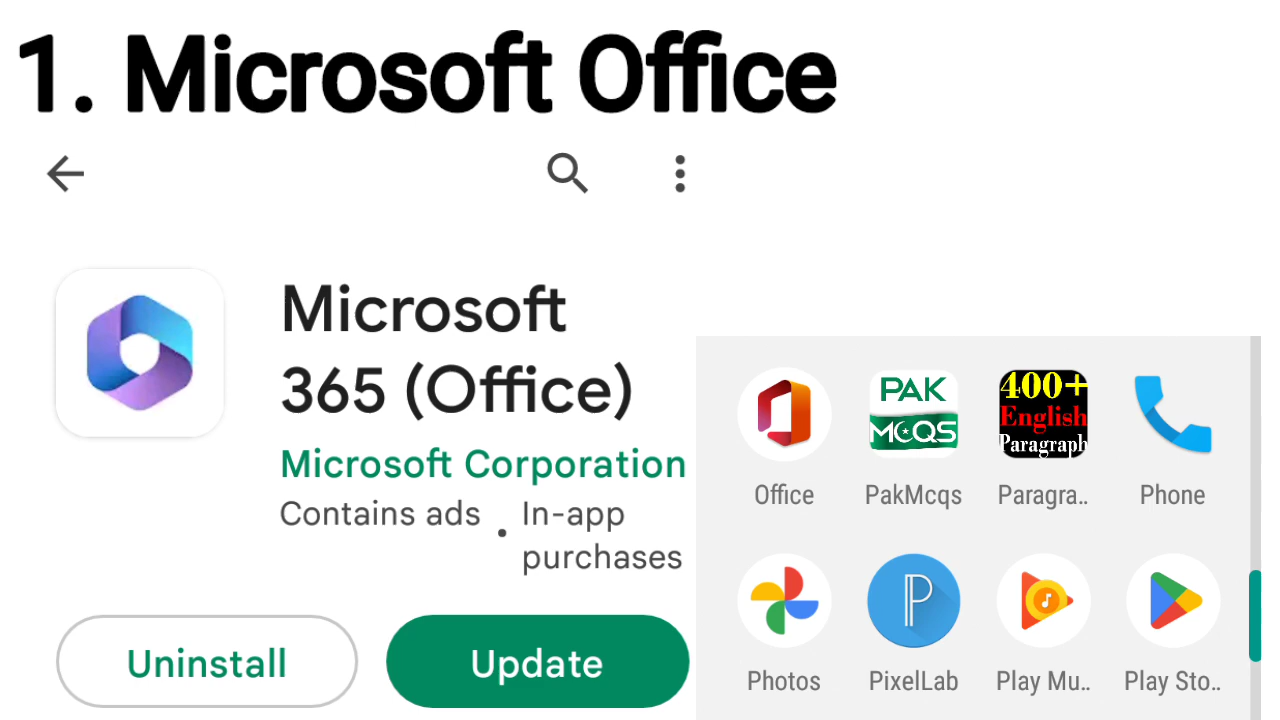 1. Microsoft Office
Microsoft
365 (Office)
Microsoft Corporation
Contains ads • In-app
purchases
Uninstall Update
PAK
MCQS
400+
English
Paragraph
Office PakMcqs Paragra.. Phone
Photos PixelLab Play Mu.. Play Sto..